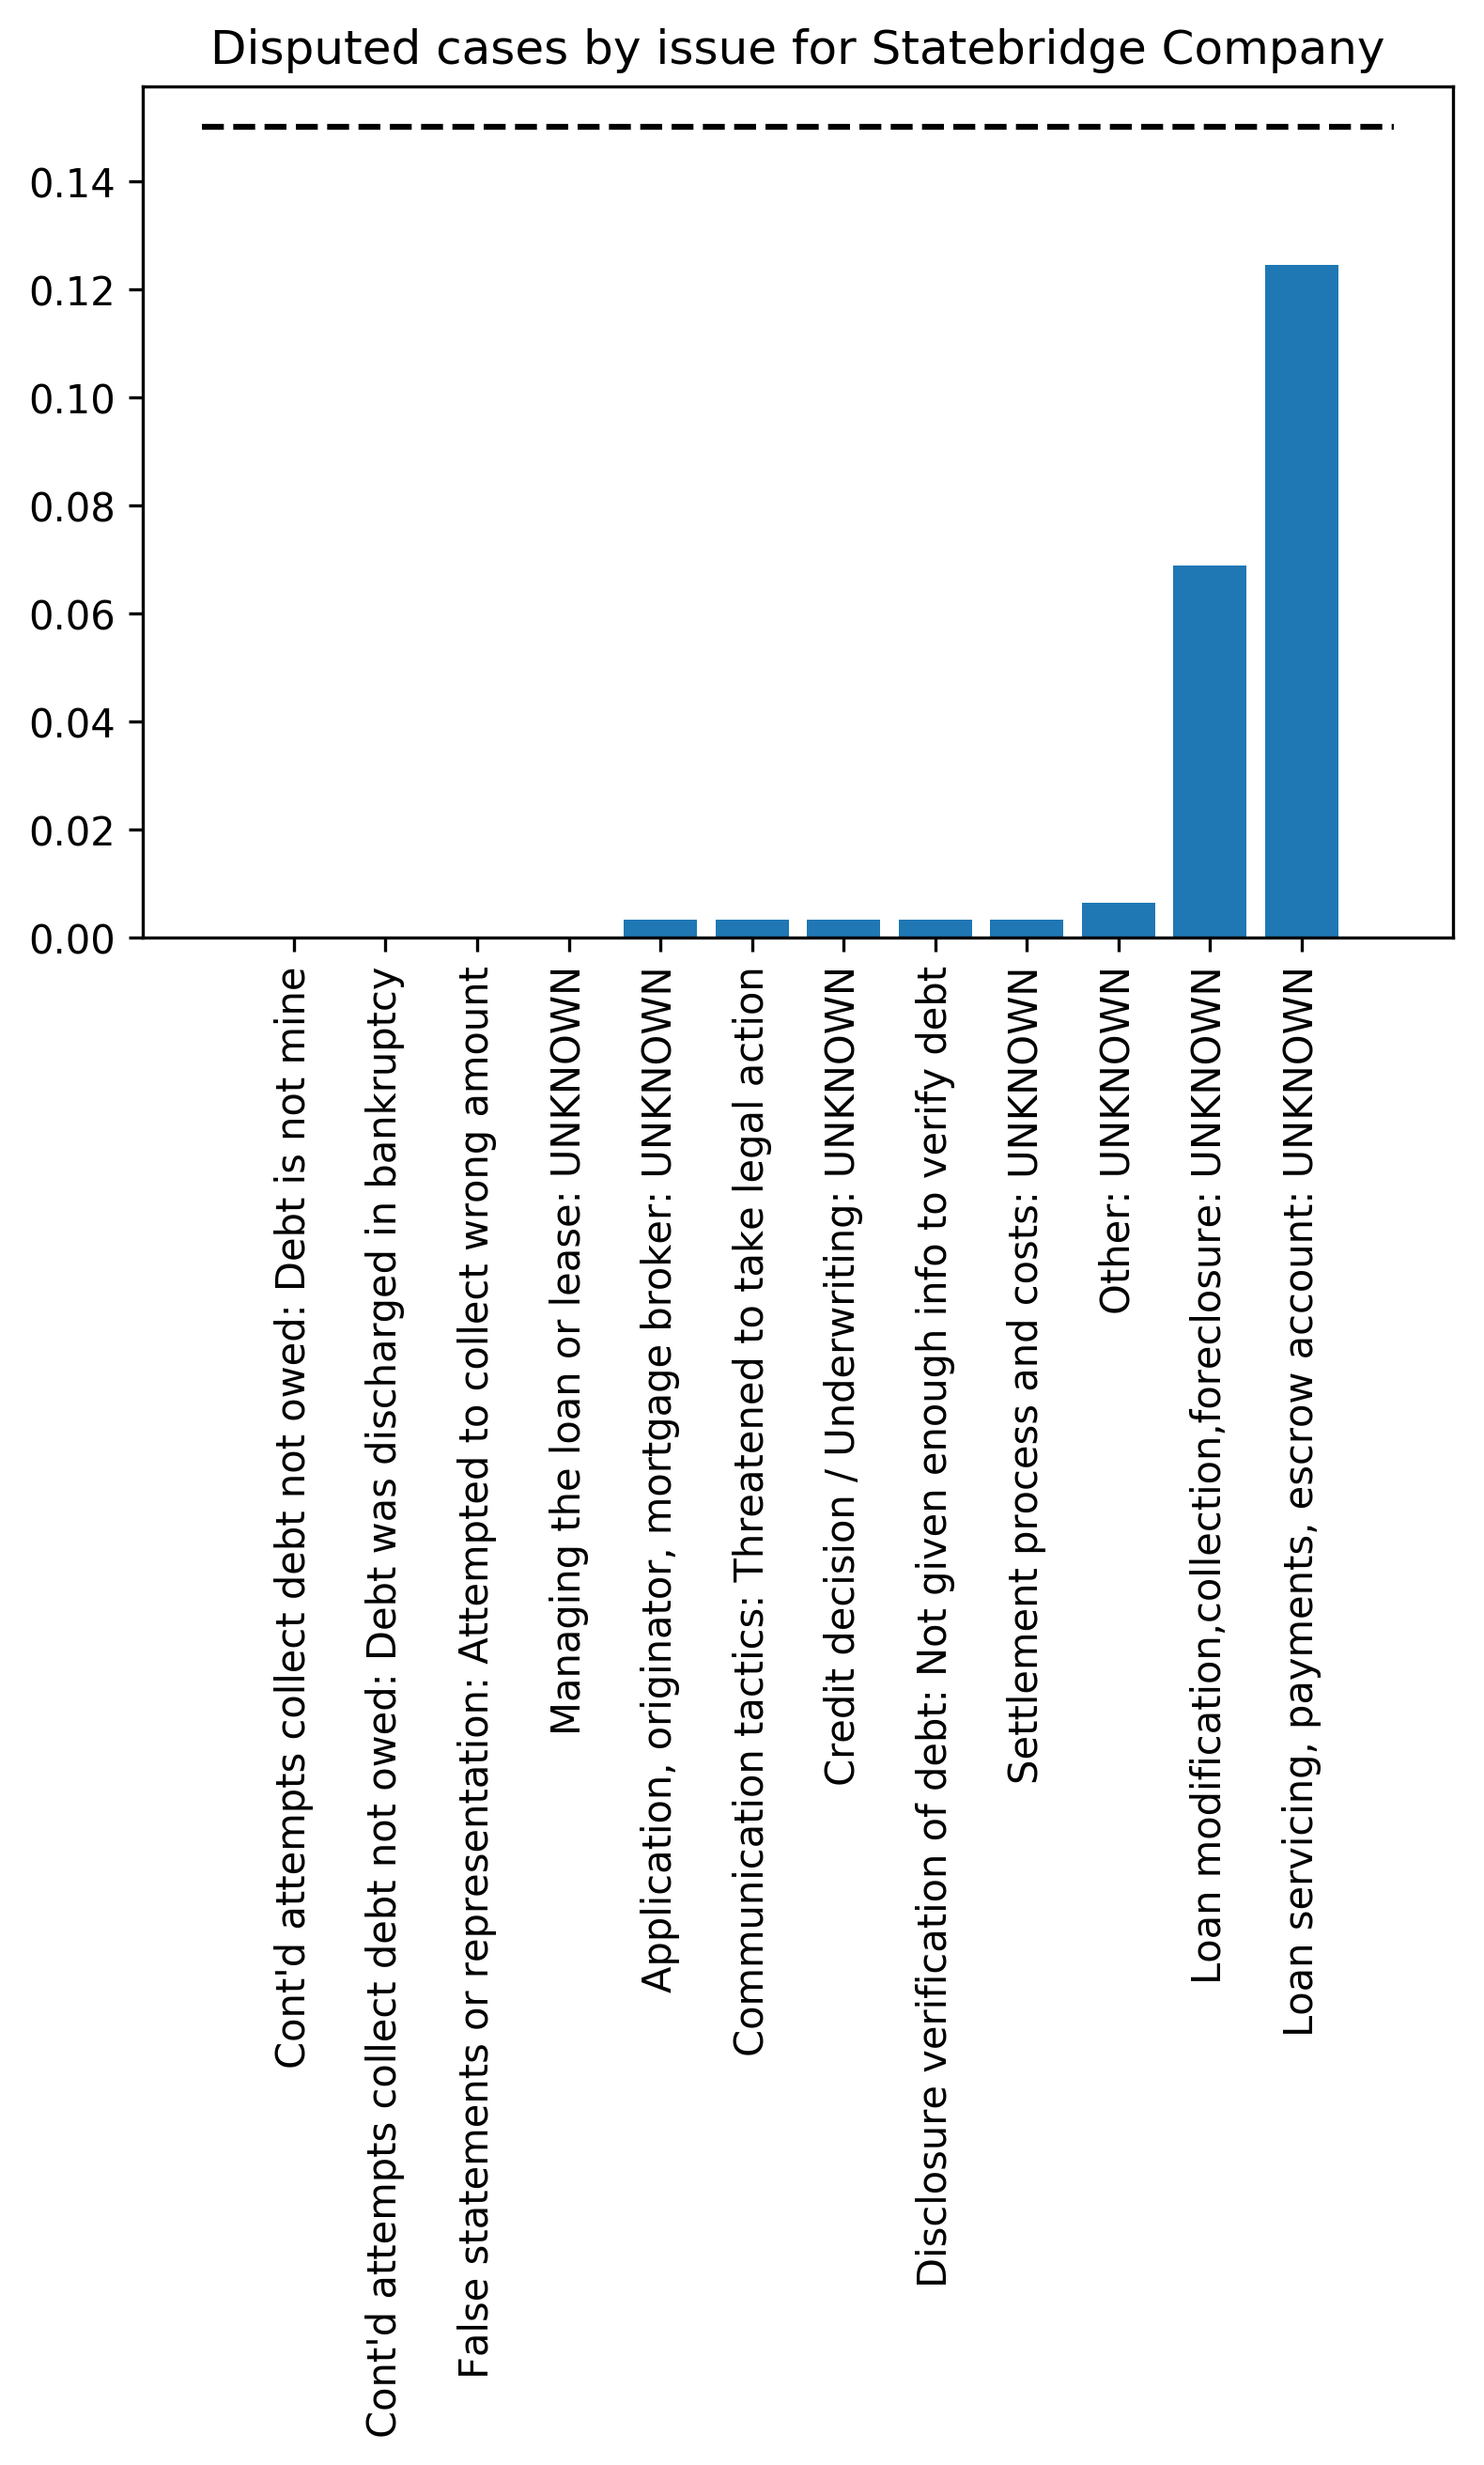 Disputed cases by issue for Statebridge Company
0.14
0.12
0.10
0.08
0.06
0.04
0.02
0.00
Cont'd attempts collect debt not owed: Debt is not mine
Cont'd attempts collect debt not owed: Debt was discharged in bankruptcy
False statements or representation: Attempted to collect wrong amount
Managing the loan or lease: UNKNOWN
Application, originator, mortgage broker: UNKNOWN
Communication tactics: Threatened to take legal action
Credit decision / Underwriting: UNKNOWN
Disclosure verification of debt: Not given enough info to verify debt
Settlement process and costs: UNKNOWN
Other: UNKNOWN
Loan modification,collection,foreclosure: UNKNOWN
Loan servicing, payments, escrow account: UNKNOWN